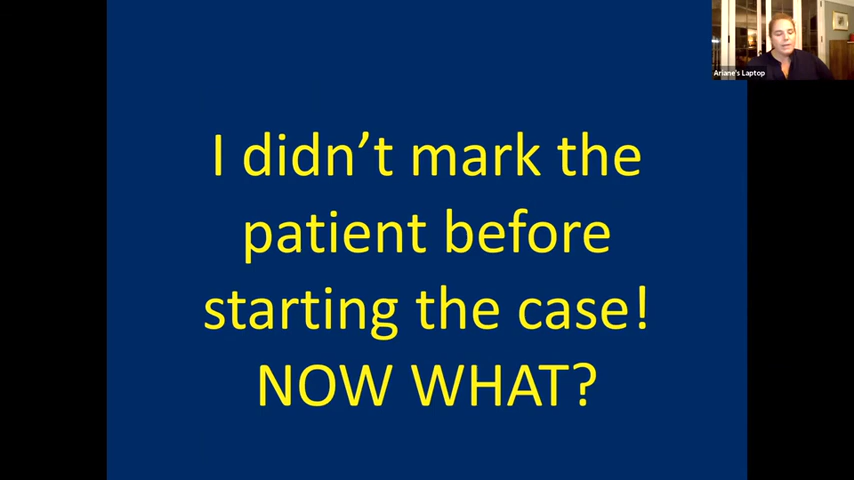 Ariane's Laptop
I didn't mark the
patient before
starting the case!
NOW WHAT?